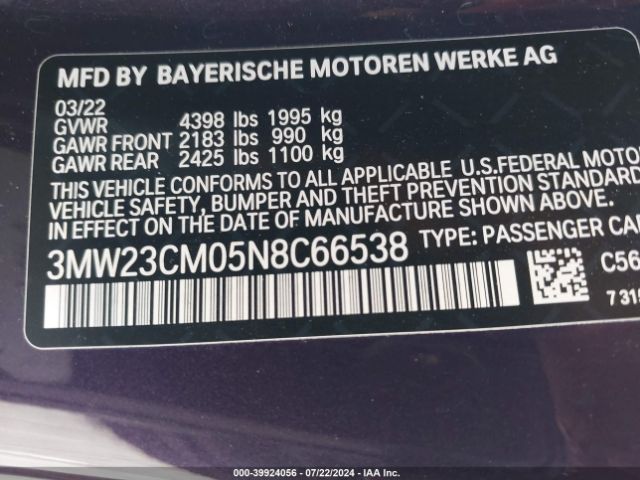 MFD BY BAYERISCHE MOTOREN WERKE AG
03/22
GVWR 4398 lbs 1995 kg
GAWR FRONT 2183 lbs 990 kg
GAWR REAR 2425 lbs 1100 kg
THIS VEHICLE CONFORMS TO ALL APPLICABLE U.S.FEDERAL MOTO
VEHICLE SAFETY, BUMPER AND THEFT PREVENTION STANDARD
IN EFFECT ON THE DATE OF MANUFACTURE SHOWN ABOVE.
3MW23CM05N8C66538 TYPE: PASSENGER CA
C56
7 315
COPART: 39924056 - 07/22/2024 - IAA Inc.